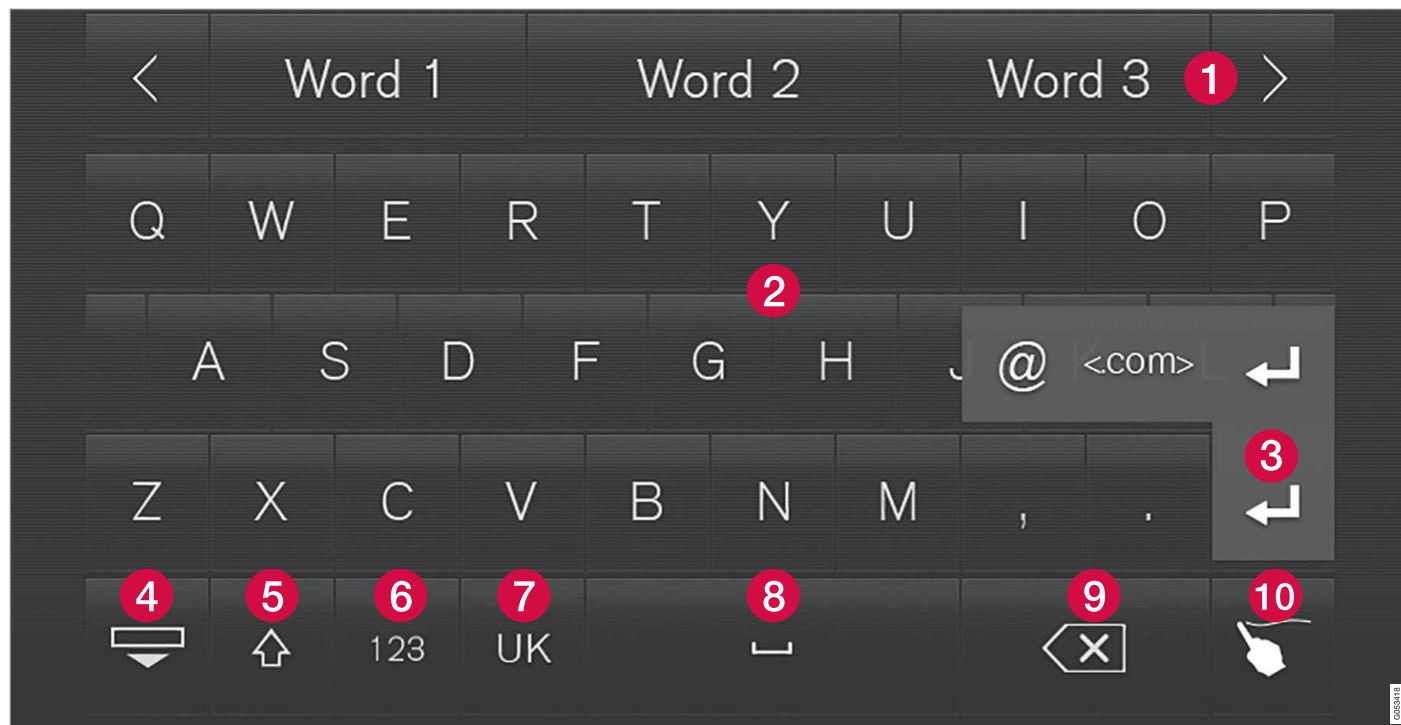 Word 1 Word 2 Word 3 1
Q W E R T Y U I O P
2
A S D F G H J @ K <.com> L
3
Z X C V B N M , .
4 5 6 7 8 9 10
123 UK
G053418